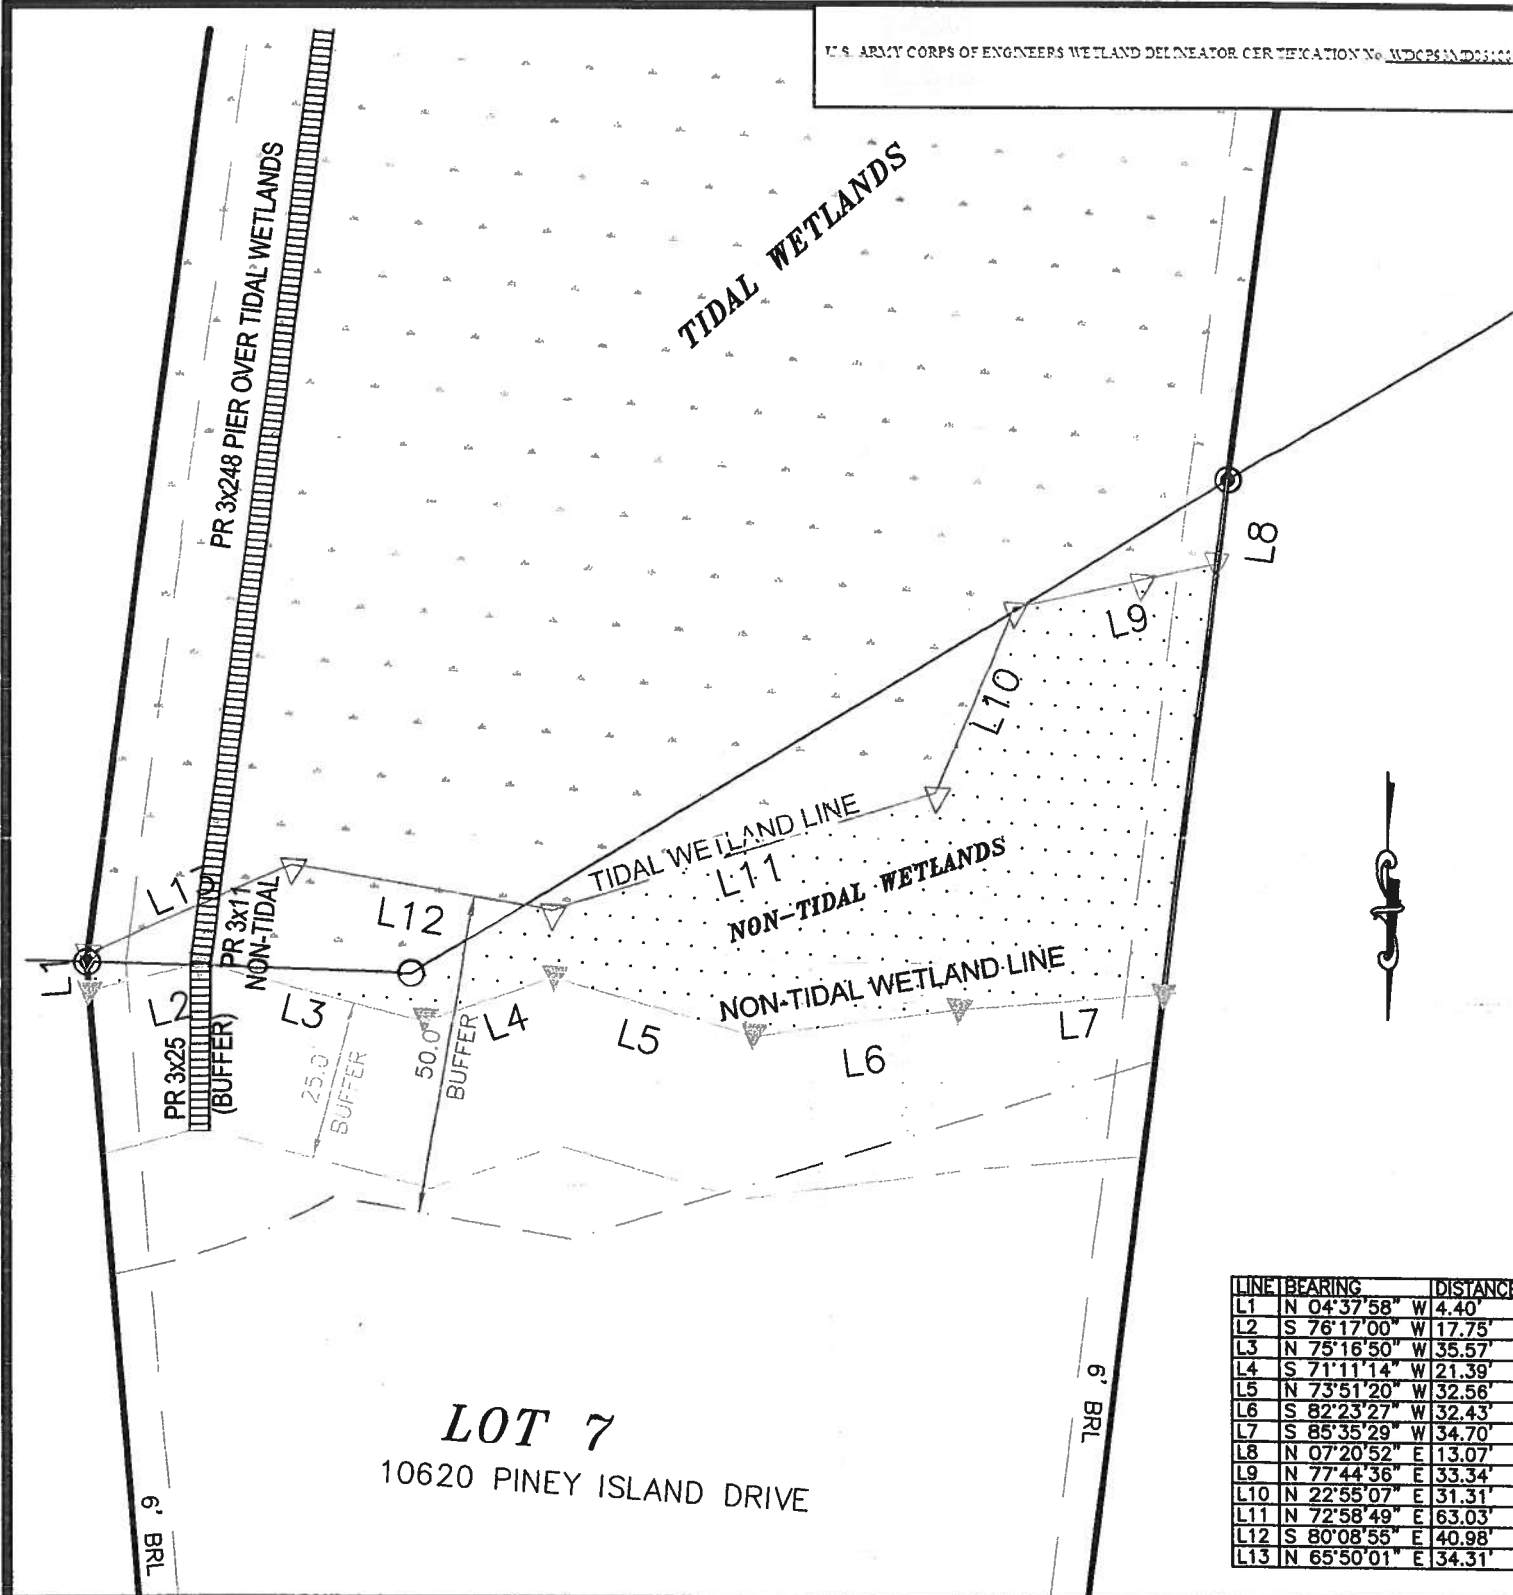 U.S. ARMY CORPS OF ENGINEERS WETLAND DELINEATOR CERTIFICATION No.
TIDAL WETLANDS
PR 3x248 PIER OVER TIDAL WETLANDS
L8
L9
L10
TIDAL WETLAND LINE
L11
NON-TIDAL WETLANDS
L13
PR 3x11
NON-TIDAL
L12
L1
L2
L3
L4
L5
NON-TIDAL WETLAND LINE
L6
L7
PR 3x25
(BUFFER)
25.0'
BUFFER
50.0'
BUFFER
LOT 7
10620 PINEY ISLAND DRIVE
6' BRL
6' BRL
LINE BEARING DISTANCE
L1 N 04°37'58" W 4.40'
L2 S 76°17'00" W 17.75'
L3 N 75°16'50" W 35.57'
L4 S 71°11'14" W 21.39'
L5 N 73°51'20" W 32.56'
L6 S 82°23'27" W 32.43'
L7 S 85°35'29" W 34.70'
L8 N 07°20'52" E 13.07'
L9 N 77°44'36" E 33.34'
L10 N 22°55'07" E 31.31'
L11 N 72°58'49" E 63.03'
L12 S 80°08'55" E 40.98'
L13 N 65°50'01" E 34.31'